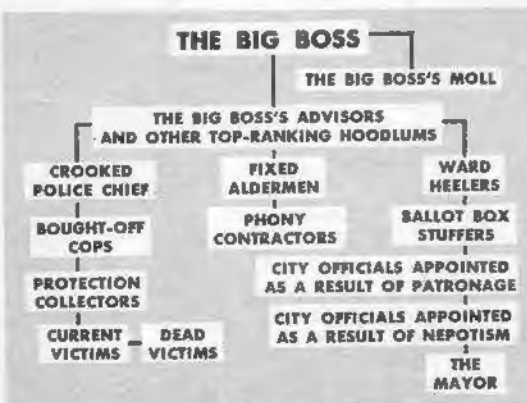 THE BIG BOSS
THE BIG BOSS'S MOLL
THE BIG BOSS'S ADVISORS
AND OTHER TOP-RANKING HOODLUMS
CROOKED
POLICE CHIEF
BOUGHT-OFF
COPS
PROTECTION
COLLECTORS
CURRENT
VICTIMS
DEAD
VICTIMS
FIXED
ALDERMEN
PHONY
CONTRACTORS
WARD
HEELERS
BALLOT BOX
STUFFERS
CITY OFFICIALS APPOINTED
AS A RESULT OF PATRONAGE
CITY OFFICIALS APPOINTED
AS A RESULT OF NEPOTISM
THE
MAYOR